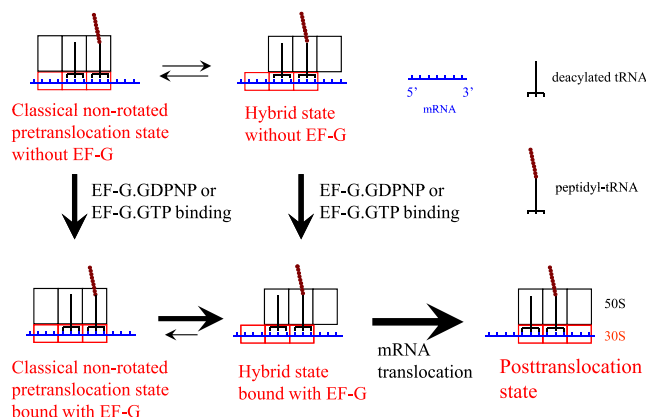 deacylated tRNA
5’
3’
mRNA
Classical non-rotated
pretranslocation state
without EF-G
Hybrid state
without EF-G
EF-G.GDPNP or
EF-G.GTP binding
EF-G.GDPNP or
EF-G.GTP binding
peptidyl-tRNA
50S
30S
mRNA
translocation
Classical non-rotated
pretranslocation state
bound with EF-G
Hybrid state
bound with EF-G
Posttranslocation
state